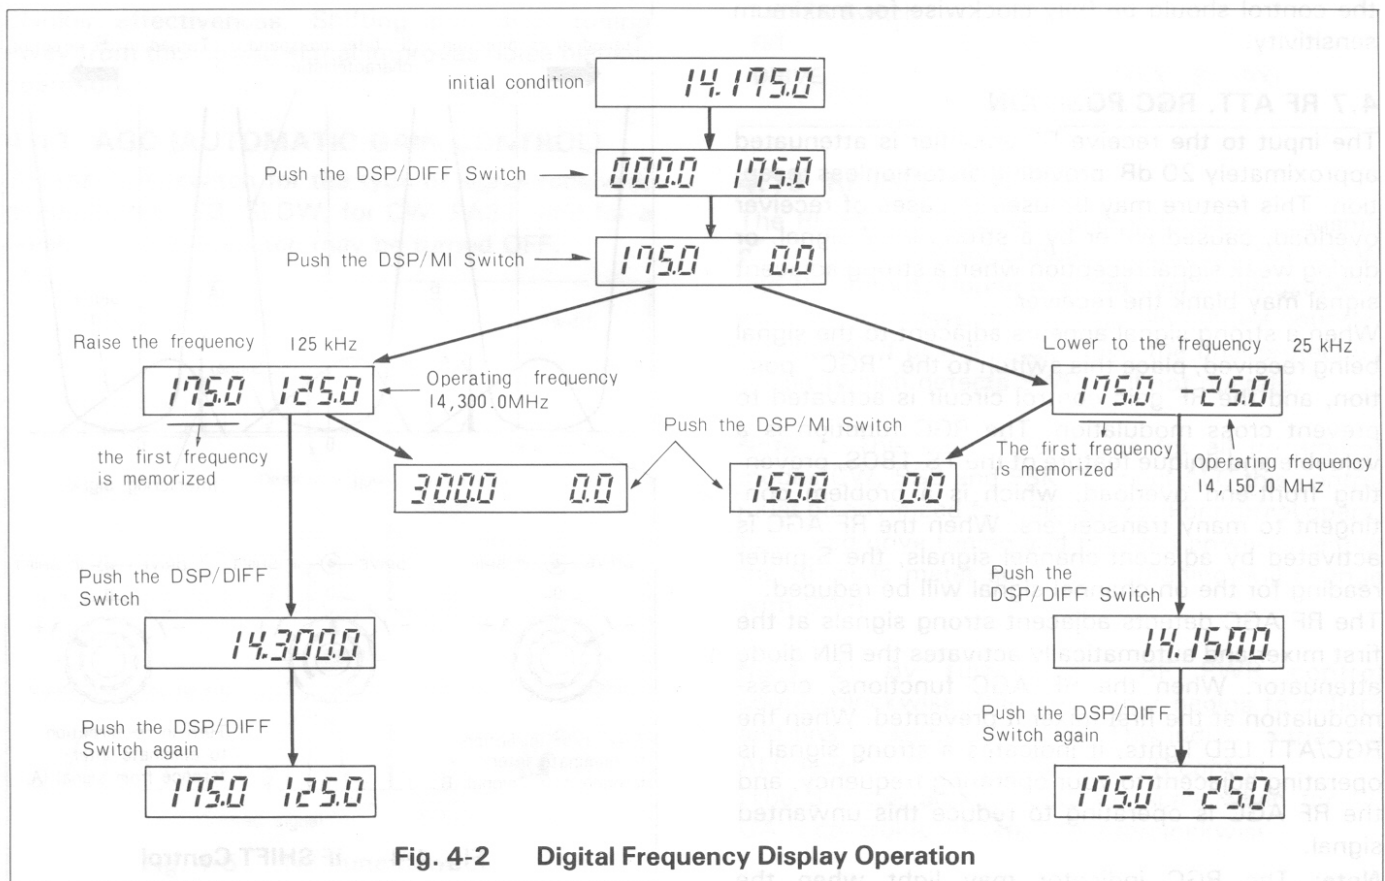 initial condition
14.175.0
Push the DSP/DIFF Switch
000.0 175.0
Push the DSP/MI Switch
175.0 0.0
Raise the frequency 125 kHz
Lower to the frequency 25 kHz
175.0 125.0
Operating frequency
14,300.0MHz
175.0 -25.0
the first frequency
is memorized
Push the DSP/MI Switch
The first frequency
is memorized
Operating frequency
14,150.0 MHz
300.0 0.0
150.0 0.0
Push the DSP/DIFF
Switch
Push the
DSP/DIFF Switch
14.300.0
14.150.0
Push the DSP/DIFF
Switch again
Push the DSP/DIFF
Switch again
175.0 125.0
175.0 -25.0
Fig. 4-2 Digital Frequency Display Operation